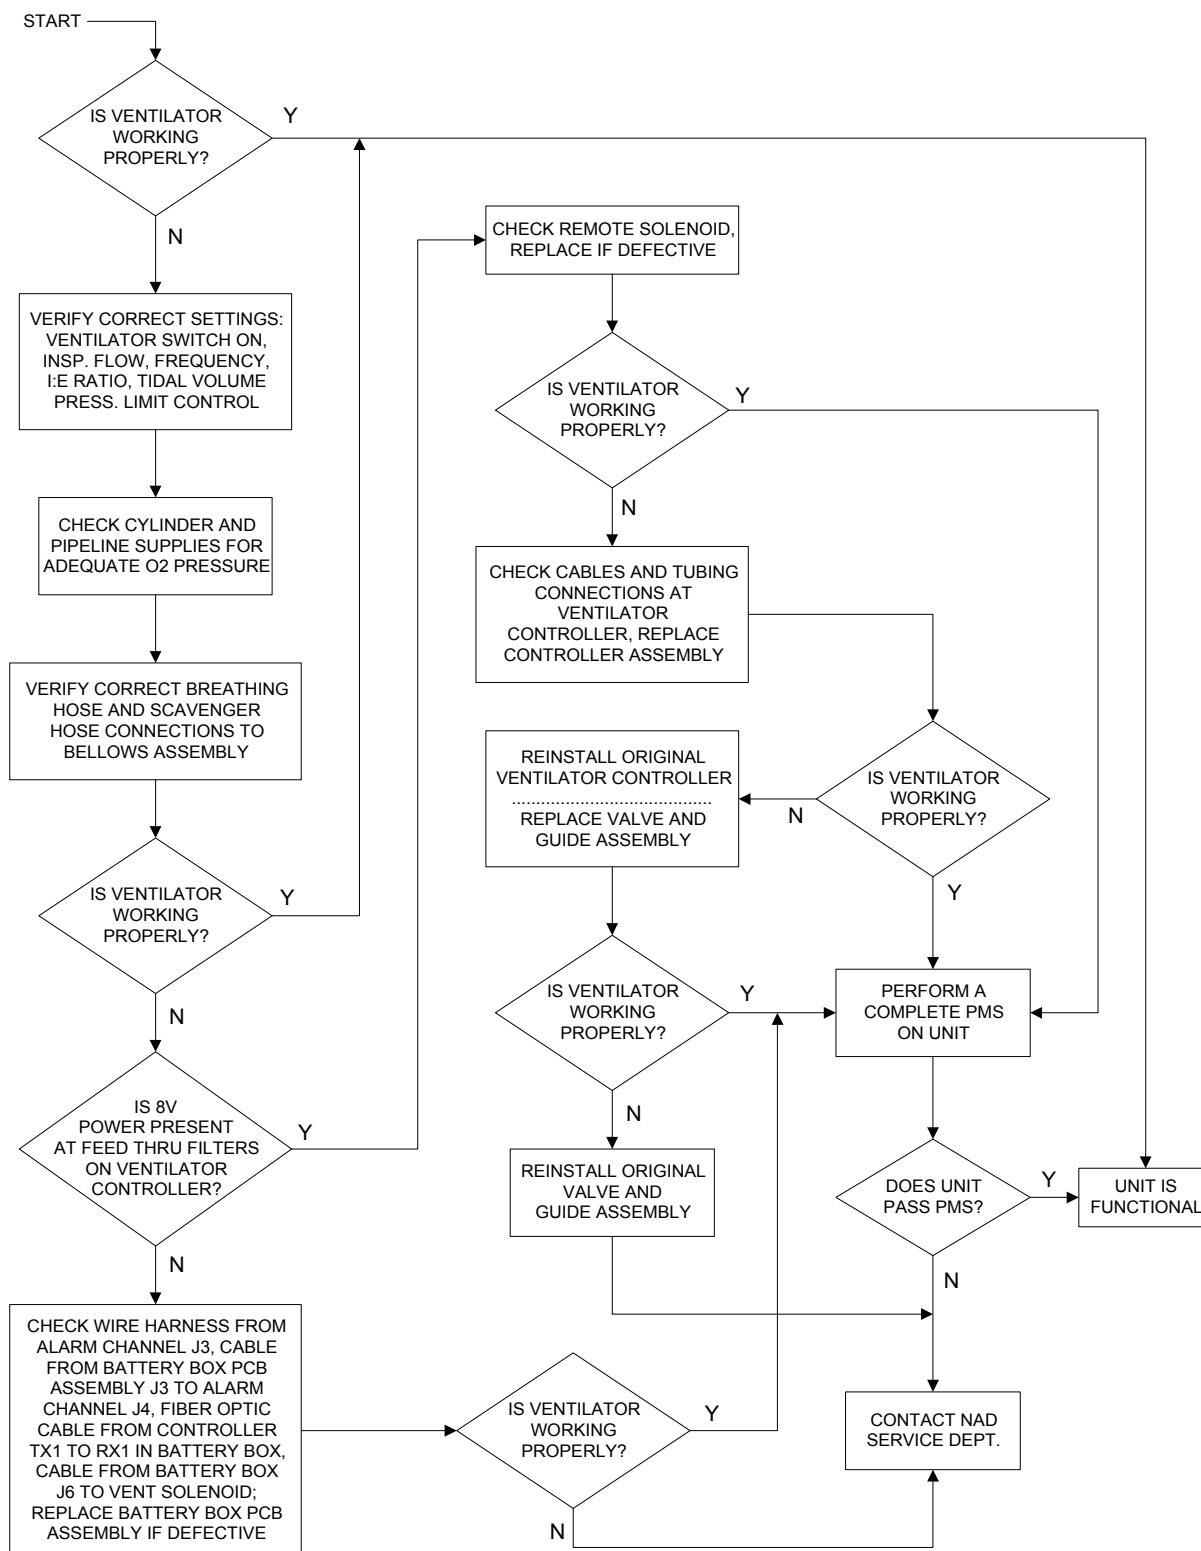 START
IS VENTILATOR
WORKING
PROPERLY?
Y
N
VERIFY CORRECT SETTINGS:
VENTILATOR SWITCH ON,
INSP. FLOW, FREQUENCY,
I:E RATIO, TIDAL VOLUME
PRESS. LIMIT CONTROL
CHECK CYLINDER AND
PIPELINE SUPPLIES FOR
ADEQUATE O2 PRESSURE
VERIFY CORRECT BREATHING
HOSE AND SCAVENGER
HOSE CONNECTIONS TO
BELLOWS ASSEMBLY
IS VENTILATOR
WORKING
PROPERLY?
Y
N
IS 8V
POWER PRESENT
AT FEED THRU FILTERS
ON VENTILATOR
CONTROLLER?
Y
N
CHECK WIRE HARNESS FROM
ALARM CHANNEL J3, CABLE
FROM BATTERY BOX PCB
ASSEMBLY J3 TO ALARM
CHANNEL J4, FIBER OPTIC
CABLE FROM CONTROLLER
TX1 TO RX1 IN BATTERY BOX,
CABLE FROM BATTERY BOX
J6 TO VENT SOLENOID;
REPLACE BATTERY BOX PCB
ASSEMBLY IF DEFECTIVE
IS VENTILATOR
WORKING
PROPERLY?
Y
N
CHECK REMOTE SOLENOID,
REPLACE IF DEFECTIVE
IS VENTILATOR
WORKING
PROPERLY?
Y
N
CHECK CABLES AND TUBING
CONNECTIONS AT
VENTILATOR
CONTROLLER, REPLACE
CONTROLLER ASSEMBLY
IS VENTILATOR
WORKING
PROPERLY?
N
Y
REINSTALL ORIGINAL
VENTILATOR CONTROLLER
..........................................
REPLACE VALVE AND
GUIDE ASSEMBLY
IS VENTILATOR
WORKING
PROPERLY?
Y
N
REINSTALL ORIGINAL
VALVE AND
GUIDE ASSEMBLY
PERFORM A
COMPLETE PMS
ON UNIT
DOES UNIT
PASS PMS?
Y
N
UNIT IS
FUNCTIONAL
CONTACT NAD
SERVICE DEPT.